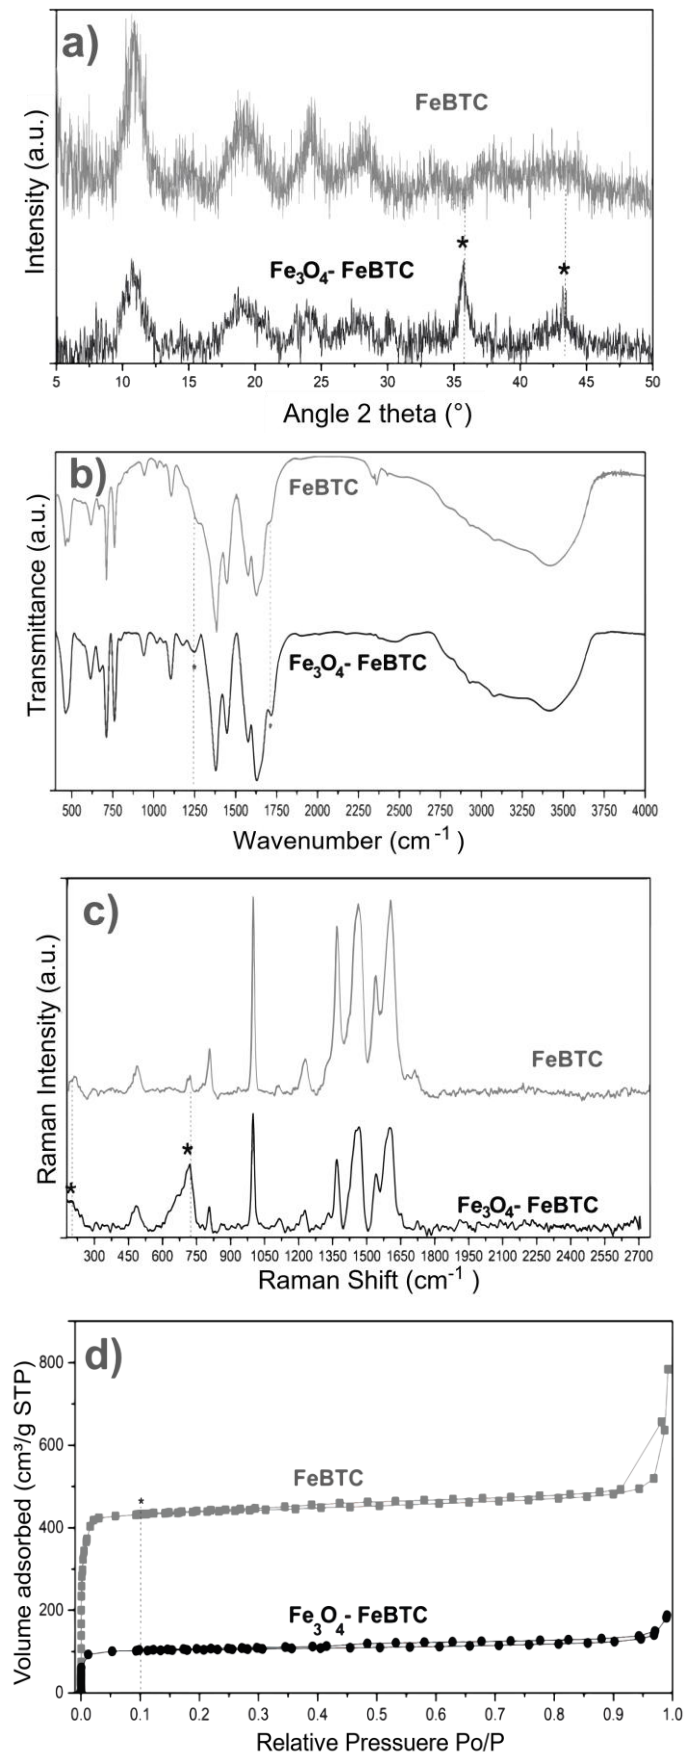 a)
FeBTC
Intensity (a.u.)
*
*
Fe₃O₄- FeBTC
5 10 15 20 25 30 35 40 45 50
Angle 2 theta (°)
b)
FeBTC
Transmittance (a.u.)
Fe₃O₄- FeBTC
*
*
500 750 1000 1250 1500 1750 2000 2250 2500 2750 3000 3250 3500 3750 4000
Wavenumber (cm⁻¹ )
c)
Raman Intensity (a.u.)
FeBTC
*
*
Fe₃O₄- FeBTC
300 450 600 750 900 1050 1200 1350 1500 1650 1800 1950 2100 2250 2400 2550 2700
Raman Shift (cm⁻¹ )
d)
Volume adsorbed (cm³/g STP)
800
600
FeBTC
*
400
Fe₃O₄- FeBTC
200
0
0.0 0.1 0.2 0.3 0.4 0.5 0.6 0.7 0.8 0.9 1.0
Relative Pressuere Po/P